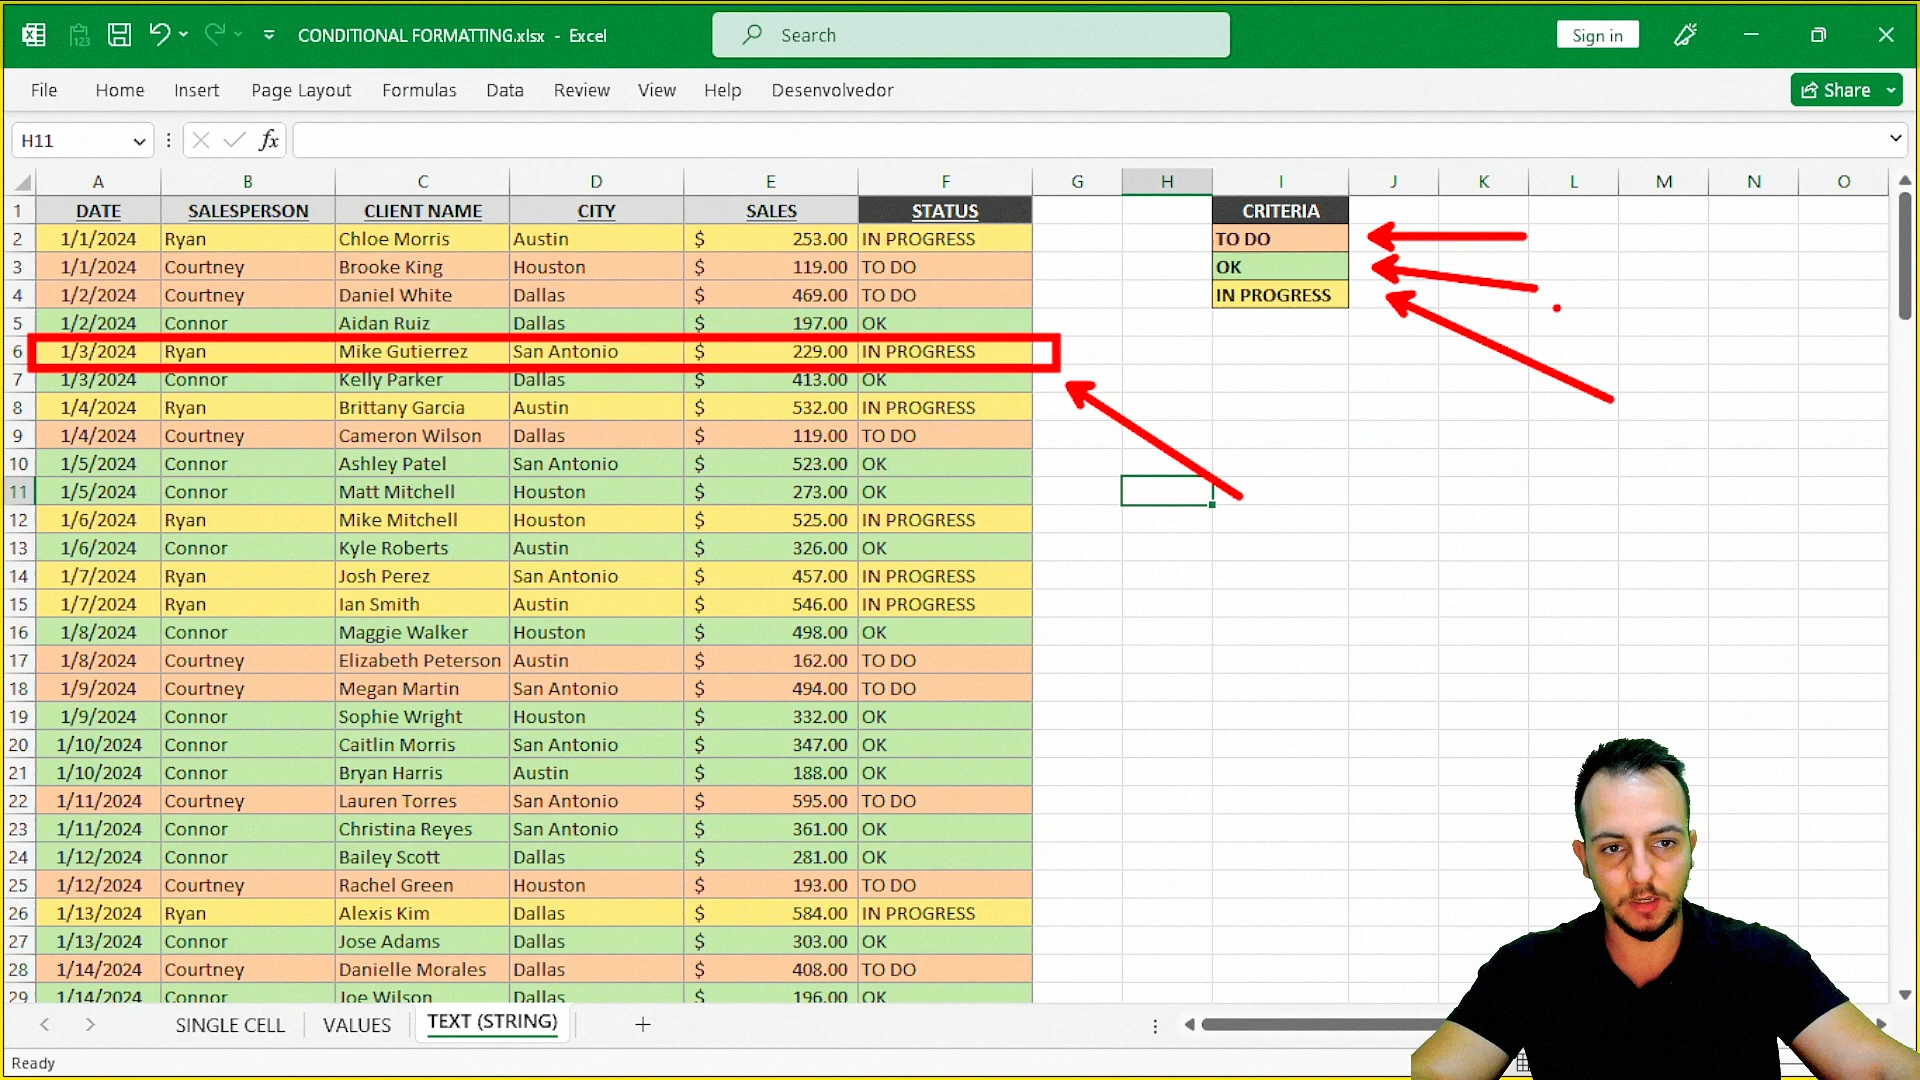 CONDITIONAL FORMATTING.xlsx - Excel
Search
Sign in
File Home Insert Page Layout Formulas Data Review View Help Desenvolvedor
Share
H11
fx
A B C D E F G H I J K L M N O
1 DATE SALESPERSON CLIENT NAME CITY SALES STATUS CRITERIA
2 1/1/2024 Ryan Chloe Morris Austin $ 253.00 IN PROGRESS TO DO
3 1/1/2024 Courtney Brooke King Houston $ 119.00 TO DO OK
4 1/2/2024 Courtney Daniel White Dallas $ 469.00 TO DO IN PROGRESS
5 1/2/2024 Connor Aidan Ruiz Dallas $ 197.00 OK
6 1/3/2024 Ryan Mike Gutierrez San Antonio $ 229.00 IN PROGRESS
7 1/3/2024 Connor Kelly Parker Dallas $ 413.00 OK
8 1/4/2024 Ryan Brittany Garcia Austin $ 532.00 IN PROGRESS
9 1/4/2024 Courtney Cameron Wilson Dallas $ 119.00 TO DO
10 1/5/2024 Connor Ashley Patel San Antonio $ 523.00 OK
11 1/5/2024 Connor Matt Mitchell Houston $ 273.00 OK
12 1/6/2024 Ryan Mike Mitchell Houston $ 525.00 IN PROGRESS
13 1/6/2024 Connor Kyle Roberts Austin $ 326.00 OK
14 1/7/2024 Ryan Josh Perez San Antonio $ 457.00 IN PROGRESS
15 1/7/2024 Ryan Ian Smith Austin $ 546.00 IN PROGRESS
16 1/8/2024 Connor Maggie Walker Houston $ 498.00 OK
17 1/8/2024 Courtney Elizabeth Peterson Austin $ 162.00 TO DO
18 1/9/2024 Courtney Megan Martin San Antonio $ 494.00 TO DO
19 1/9/2024 Connor Sophie Wright Houston $ 332.00 OK
20 1/10/2024 Connor Caitlin Morris San Antonio $ 347.00 OK
21 1/10/2024 Connor Bryan Harris Austin $ 188.00 OK
22 1/11/2024 Courtney Lauren Torres San Antonio $ 595.00 TO DO
23 1/11/2024 Connor Christina Reyes San Antonio $ 361.00 OK
24 1/12/2024 Connor Bailey Scott Dallas $ 281.00 OK
25 1/12/2024 Courtney Rachel Green Houston $ 193.00 TO DO
26 1/13/2024 Ryan Alexis Kim Dallas $ 584.00 IN PROGRESS
27 1/13/2024 Connor Jose Adams Dallas $ 303.00 OK
28 1/14/2024 Courtney Danielle Morales Dallas $ 408.00 TO DO
29 1/14/2024 Connor Joe Wilson Dallas $ 196.00 OK
SINGLE CELL VALUES TEXT (STRING)
Ready